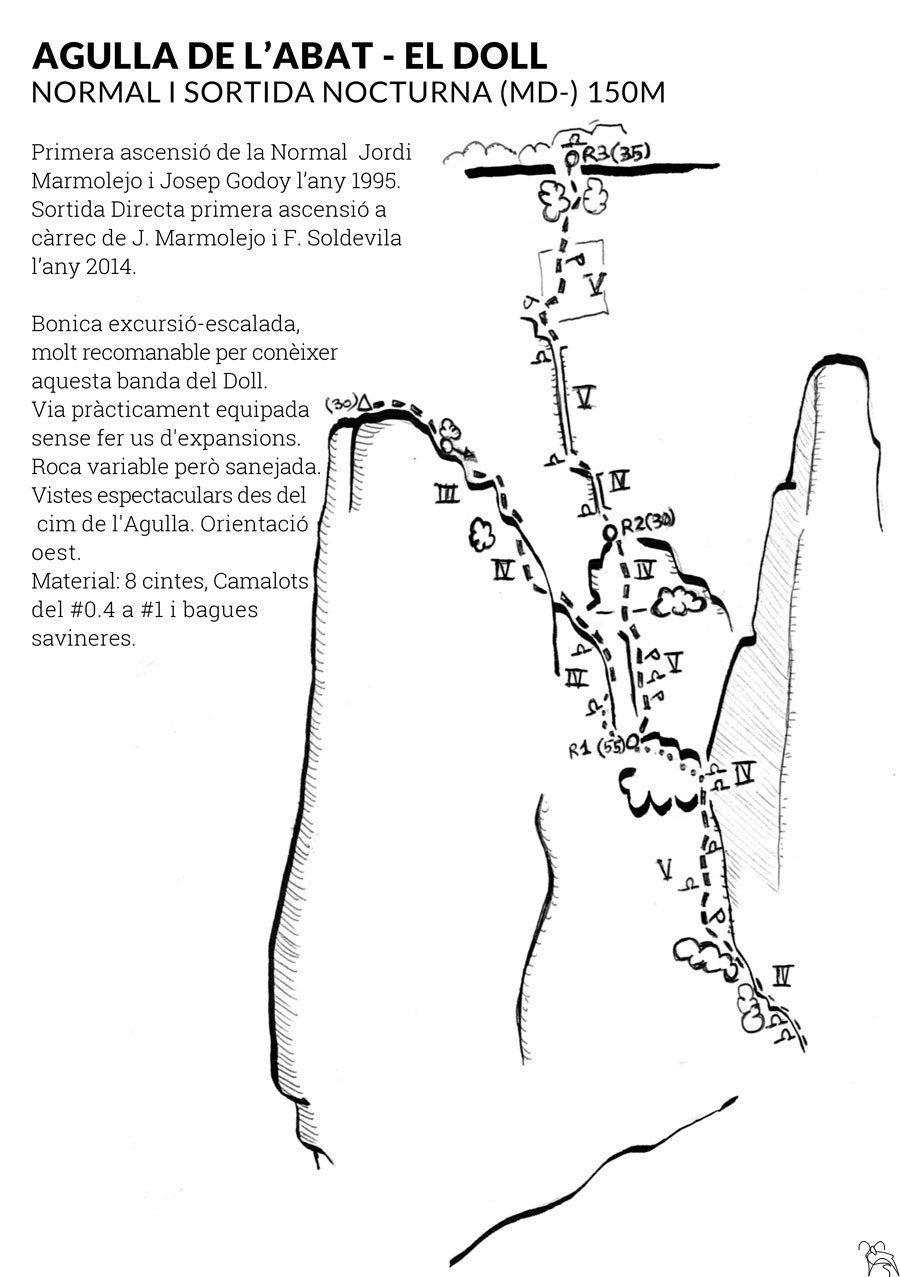 AGULLA DE L’ABAT - EL DOLL
NORMAL I SORTIDA NOCTURNA (MD-) 150M
Primera ascensió de la Normal Jordi
Marmolejo i Josep Godoy l’any 1995.
Sortida Directa primera ascensió a
càrrec de J. Marmolejo i F. Soldevila
l’any 2014.
Bonica excursió-escalada,
molt recomanable per conèixer
aquesta banda del Doll.
Via pràcticament equipada
sense fer us d'expansions.
Roca variable però sanejada.
Vistes espectaculars des del
cim de l'Agulla. Orientació
oest.
Material: 8 cintes, Camalots
del #0.4 a #1 i bagues
savineres.
R3(35)
V
V
(30)
III
IV
R2(30)
IV
IV
V
IV
R1(55)
IV
V
IV